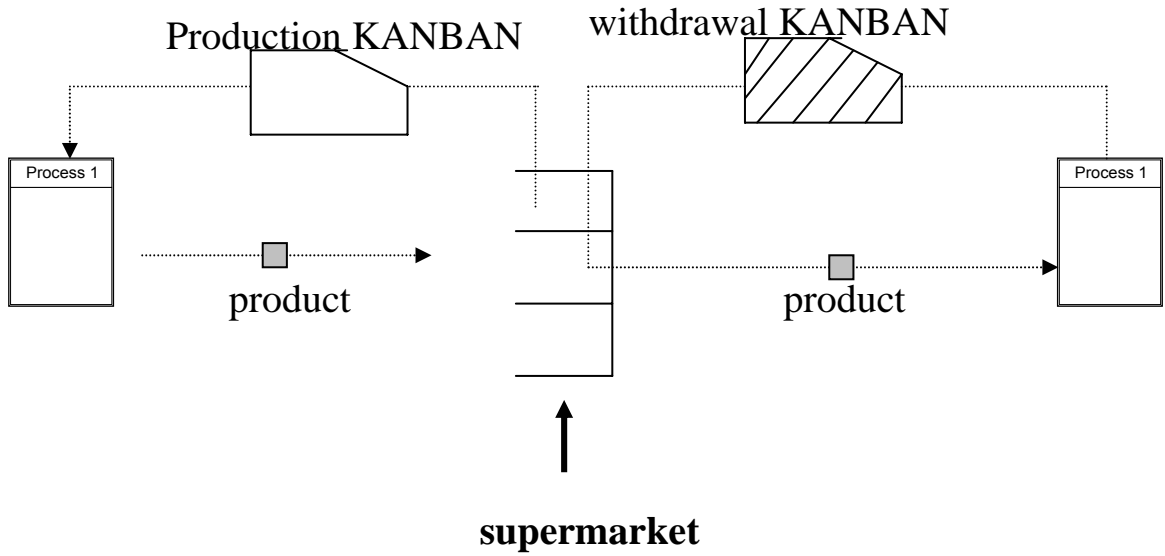 Production KANBAN
withdrawal KANBAN
Process 1
Process 1
product
product
supermarket